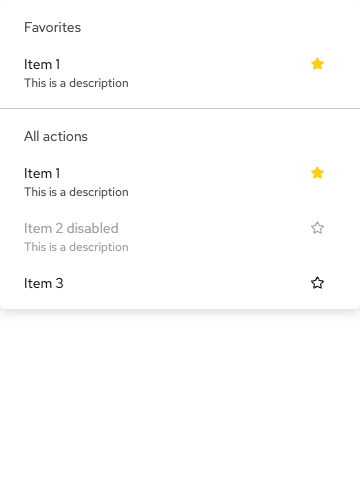 Favorites
Item 1
This is a description
All actions
Item 1
This is a description
Item 2 disabled
This is a description
Item 3